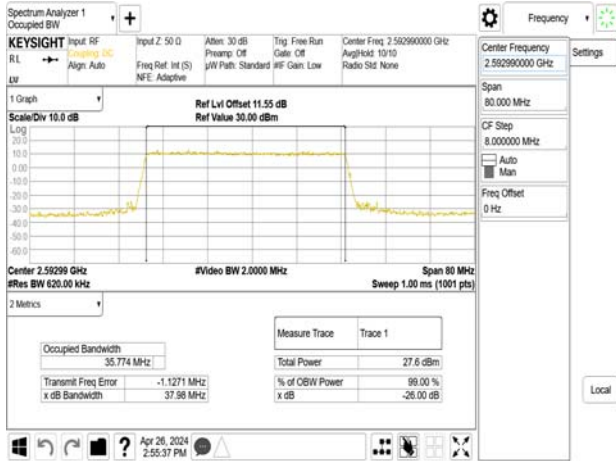 Spectrum Analyzer 1
Occupied BW
Frequency
KEYSIGHT
Input: RF
Coupling: DC
Align: Auto
Input Z: 50 Ω
Freq Ref: Int (S)
NFE: Adaptive
Atten: 30 dB
Preamp: Off
µW Path: Standard
Trig: Free Run
Gate: Off
#IF Gain: Low
Center Freq: 2.592990000 GHz
Avg|Hold: 10/10
Radio Std: None
RL
Center Frequency
2.592990000 GHz
Settings
Span
80.000 MHz
CF Step
8.000000 MHz
Auto
Man
Freq Offset
0 Hz
Local
1 Graph
Scale/Div 10.0 dB
Ref Lvl Offset 11.55 dB
Ref Value 30.00 dBm
Log
20.0
10.0
0.00
-10.0
-20.0
-30.0
-40.0
-50.0
-60.0
Center 2.59299 GHz
#Res BW 620.00 kHz
#Video BW 2.0000 MHz
Span 80 MHz
Sweep 1.00 ms (1001 pts)
2 Metrics
Measure Trace
Trace 1
Occupied Bandwidth
35.774 MHz
Total Power
27.6 dBm
Transmit Freq Error
-1.1271 MHz
% of OBW Power
99.00 %
x dB Bandwidth
37.98 MHz
x dB
-26.00 dB
Apr 26, 2024
2:55:37 PM